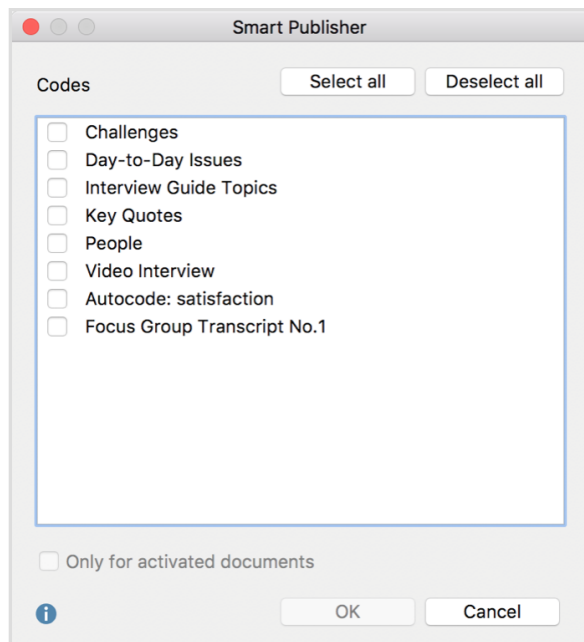 Smart Publisher
Codes Select all Deselect all
Challenges
Day-to-Day Issues
Interview Guide Topics
Key Quotes
People
Video Interview
Autocode: satisfaction
Focus Group Transcript No.1
Only for activated documents
OK Cancel